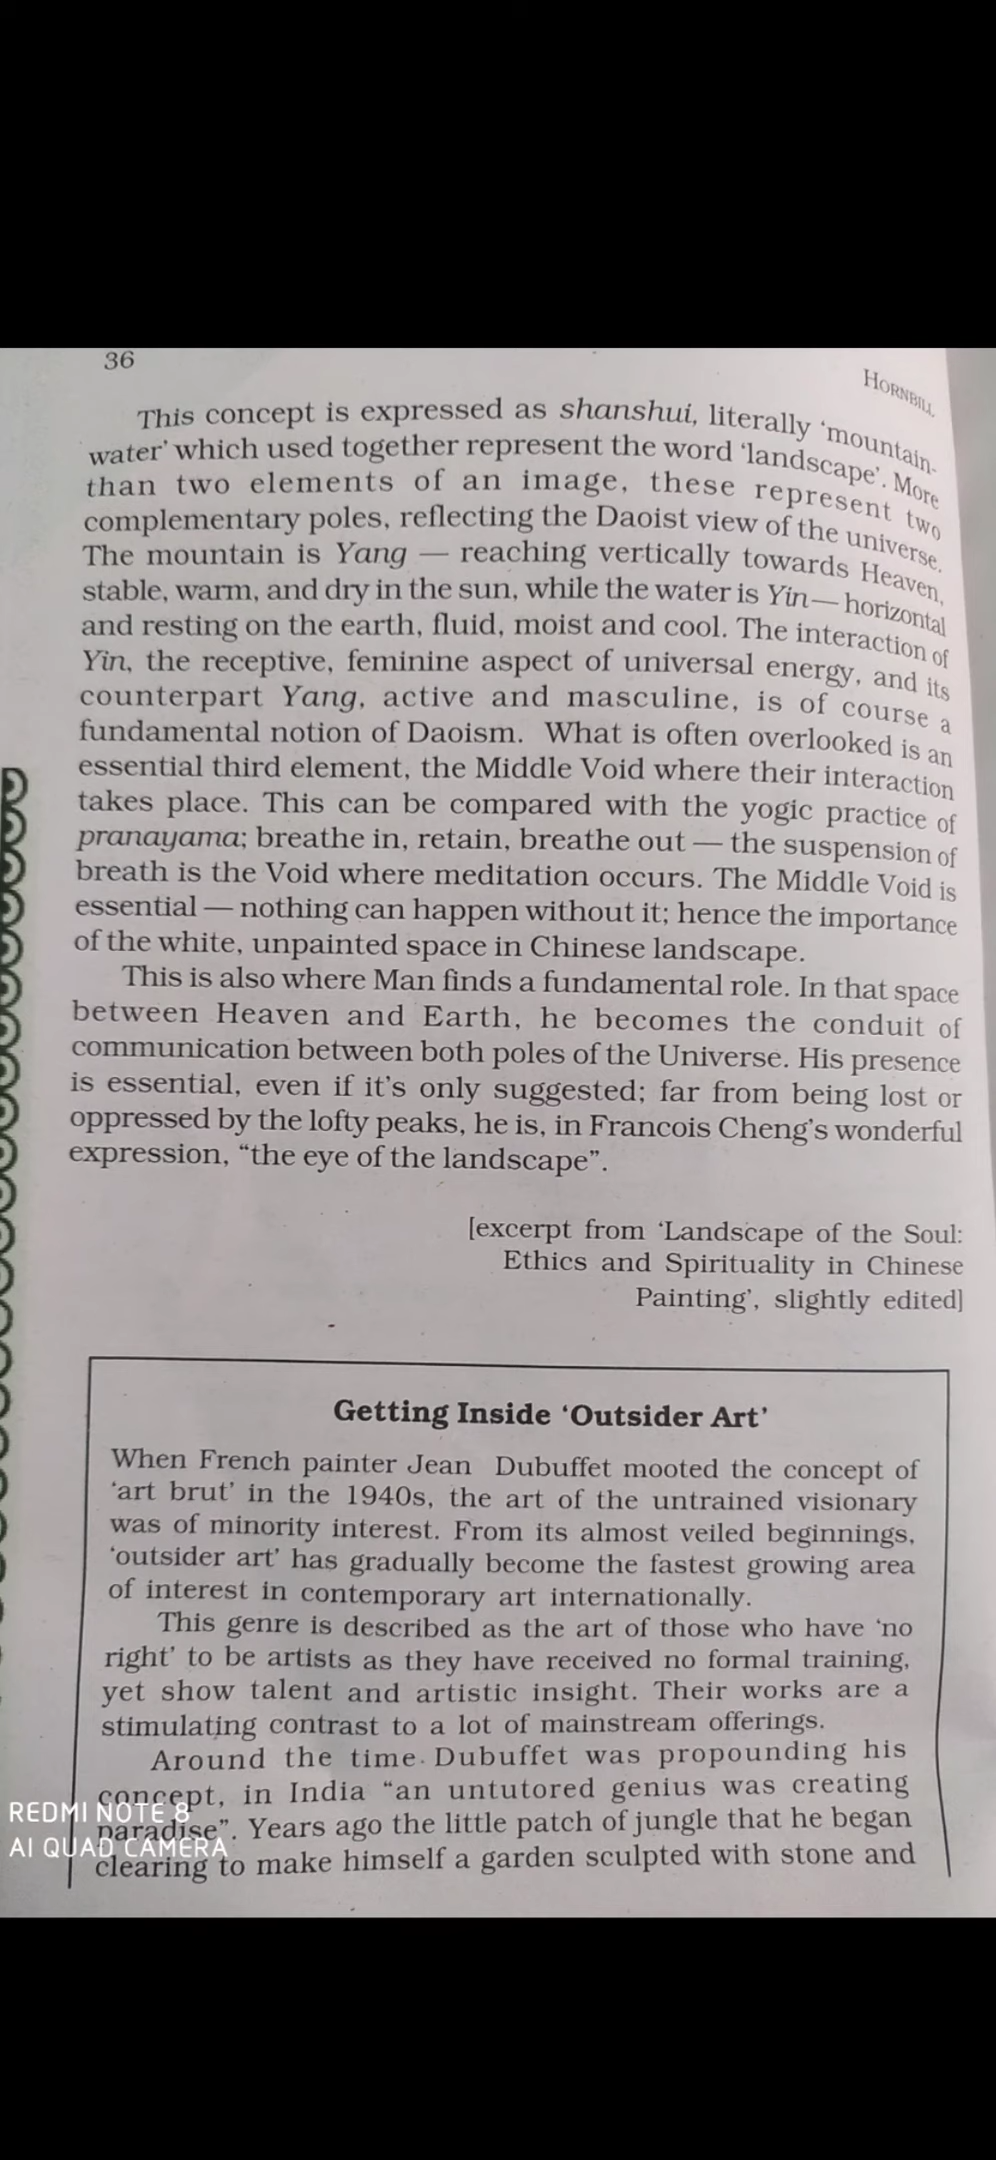 36
HORNBILL
This concept is expressed as shanshui, literally ‘mountain-
water’ which used together represent the word ‘landscape’. More
than two elements of an image, these represent two
complementary poles, reflecting the Daoist view of the universe.
The mountain is Yang — reaching vertically towards Heaven,
stable, warm, and dry in the sun, while the water is Yin— horizontal
and resting on the earth, fluid, moist and cool. The interaction of
Yin, the receptive, feminine aspect of universal energy, and its
counterpart Yang, active and masculine, is of course a
fundamental notion of Daoism. What is often overlooked is an
essential third element, the Middle Void where their interaction
takes place. This can be compared with the yogic practice of
pranayama; breathe in, retain, breathe out — the suspension of
breath is the Void where meditation occurs. The Middle Void is
essential — nothing can happen without it; hence the importance
of the white, unpainted space in Chinese landscape.
This is also where Man finds a fundamental role. In that space
between Heaven and Earth, he becomes the conduit of
communication between both poles of the Universe. His presence
is essential, even if it’s only suggested; far from being lost or
oppressed by the lofty peaks, he is, in Francois Cheng’s wonderful
expression, “the eye of the landscape”.
[excerpt from ‘Landscape of the Soul:
Ethics and Spirituality in Chinese
Painting’, slightly edited]
Getting Inside ‘Outsider Art’
When French painter Jean Dubuffet mooted the concept of
‘art brut’ in the 1940s, the art of the untrained visionary
was of minority interest. From its almost veiled beginnings,
‘outsider art’ has gradually become the fastest growing area
of interest in contemporary art internationally.
This genre is described as the art of those who have ‘no
right’ to be artists as they have received no formal training,
yet show talent and artistic insight. Their works are a
stimulating contrast to a lot of mainstream offerings.
Around the time Dubuffet was propounding his
concept, in India “an untutored genius was creating
paradise”. Years ago the little patch of jungle that he began
clearing to make himself a garden sculpted with stone and
REDMI NOTE 8
AI QUAD CAMERA